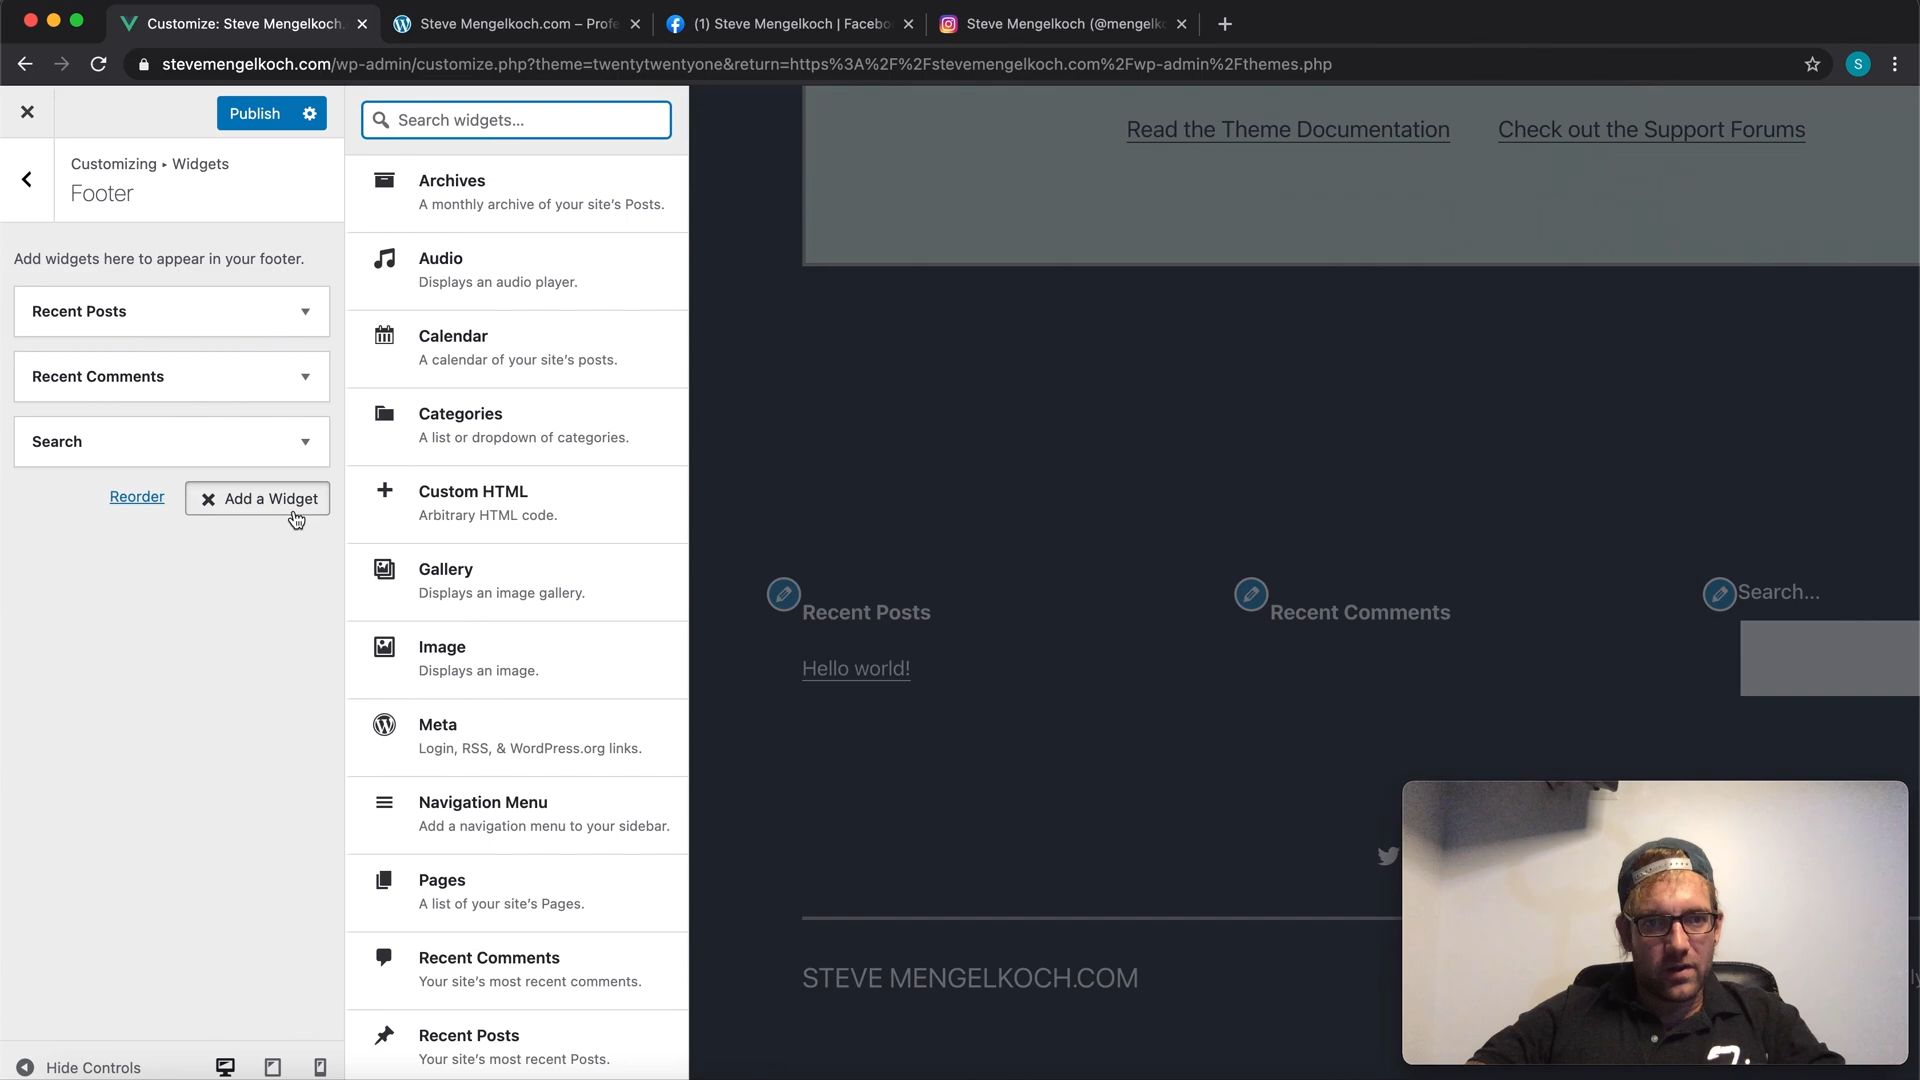 Customize: Steve Mengelkoch.
Steve Mengelkoch.com – Profe
(1) Steve Mengelkoch | Facebo
Steve Mengelkoch (@mengelk
stevemengelkoch.com/wp-admin/customize.php?theme=twentytwentyone&return=https%3A%2F%2Fstevemengelkoch.com%2Fwp-admin%2Fthemes.php
S
Publish
Customizing ▸ Widgets
Footer
Add widgets here to appear in your footer.
Recent Posts
Recent Comments
Search
Reorder
Add a Widget
Hide Controls
Search widgets...
Archives
A monthly archive of your site's Posts.
Audio
Displays an audio player.
Calendar
A calendar of your site's posts.
Categories
A list or dropdown of categories.
Custom HTML
Arbitrary HTML code.
Gallery
Displays an image gallery.
Image
Displays an image.
Meta
Login, RSS, & WordPress.org links.
Navigation Menu
Add a navigation menu to your sidebar.
Pages
A list of your site's Pages.
Recent Comments
Your site's most recent comments.
Recent Posts
Your site's most recent Posts.
Read the Theme Documentation
Check out the Support Forums
Recent Posts
Hello world!
Recent Comments
Search...
STEVE MENGELKOCH.COM